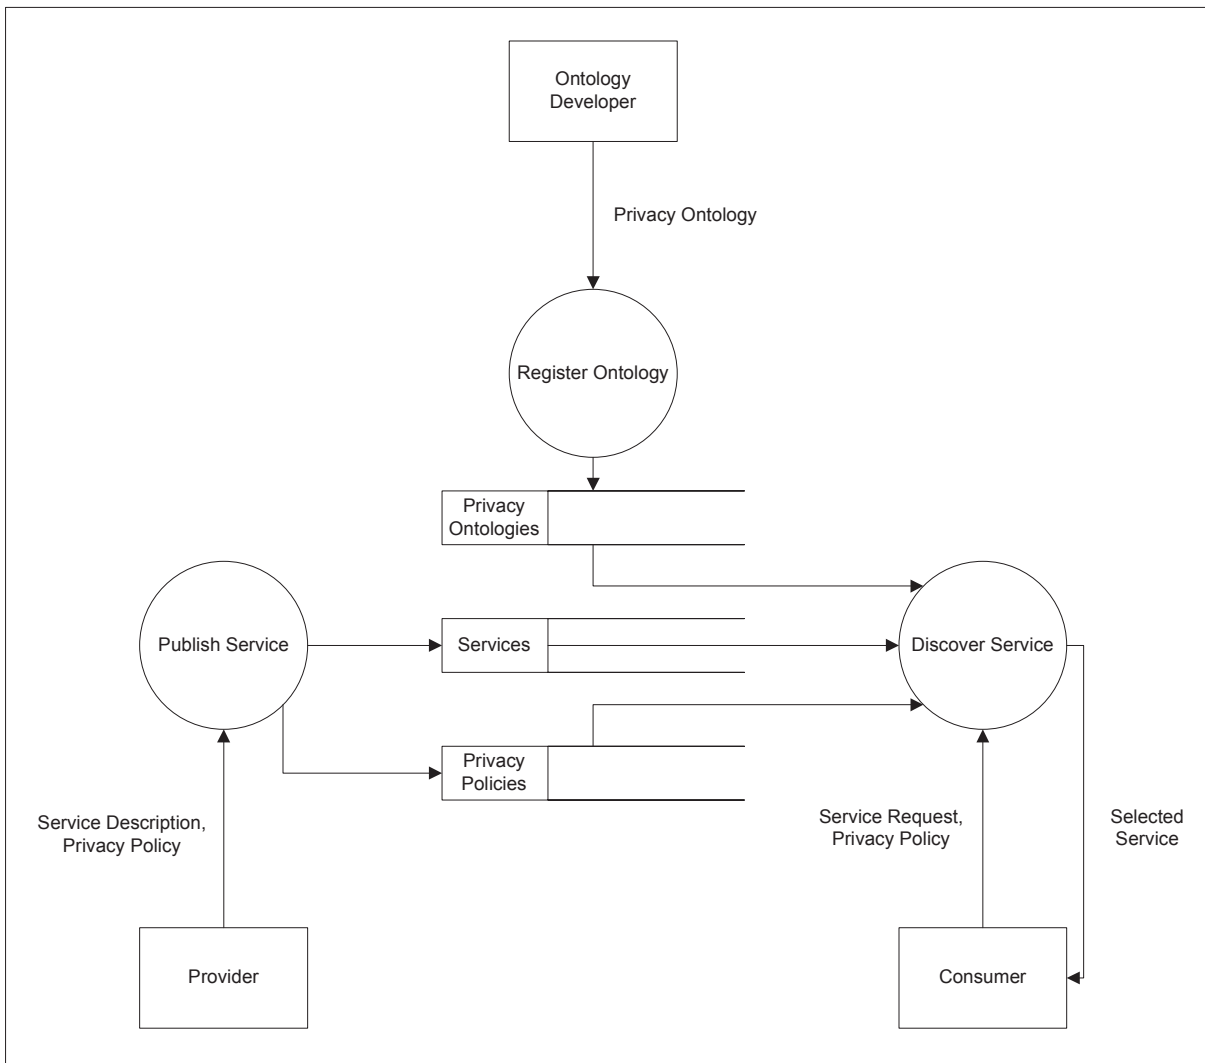 Ontology
Developer
Privacy Ontology
Register Ontology
Privacy
Ontologies
Publish Service
Services
Discover Service
Privacy
Policies
Service Description,
Privacy Policy
Service Request,
Privacy Policy
Selected
Service
Provider
Consumer